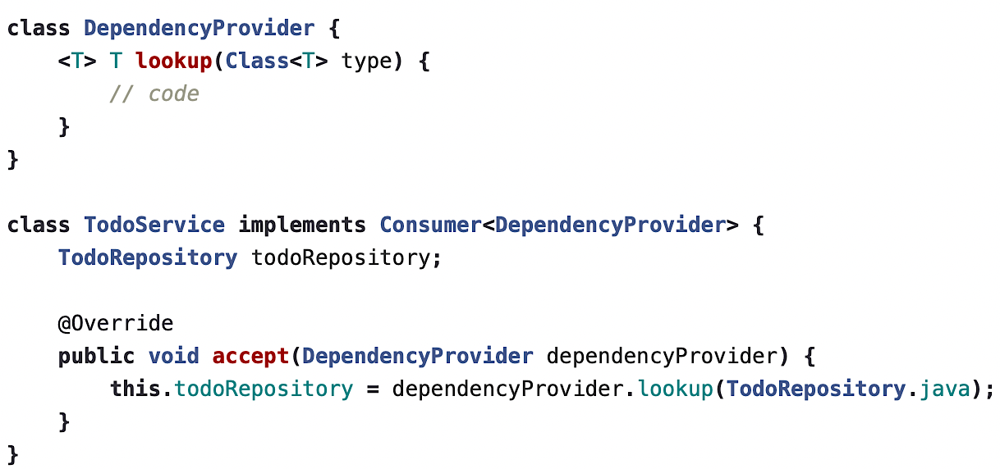 class DependencyProvider {
    <T> T lookup(Class<T> type) {
        // code
    }
}

class TodoService implements Consumer<DependencyProvider> {
    TodoRepository todoRepository;

    @Override
    public void accept(DependencyProvider dependencyProvider) {
        this.todoRepository = dependencyProvider.lookup(TodoRepository.java);
    }
}